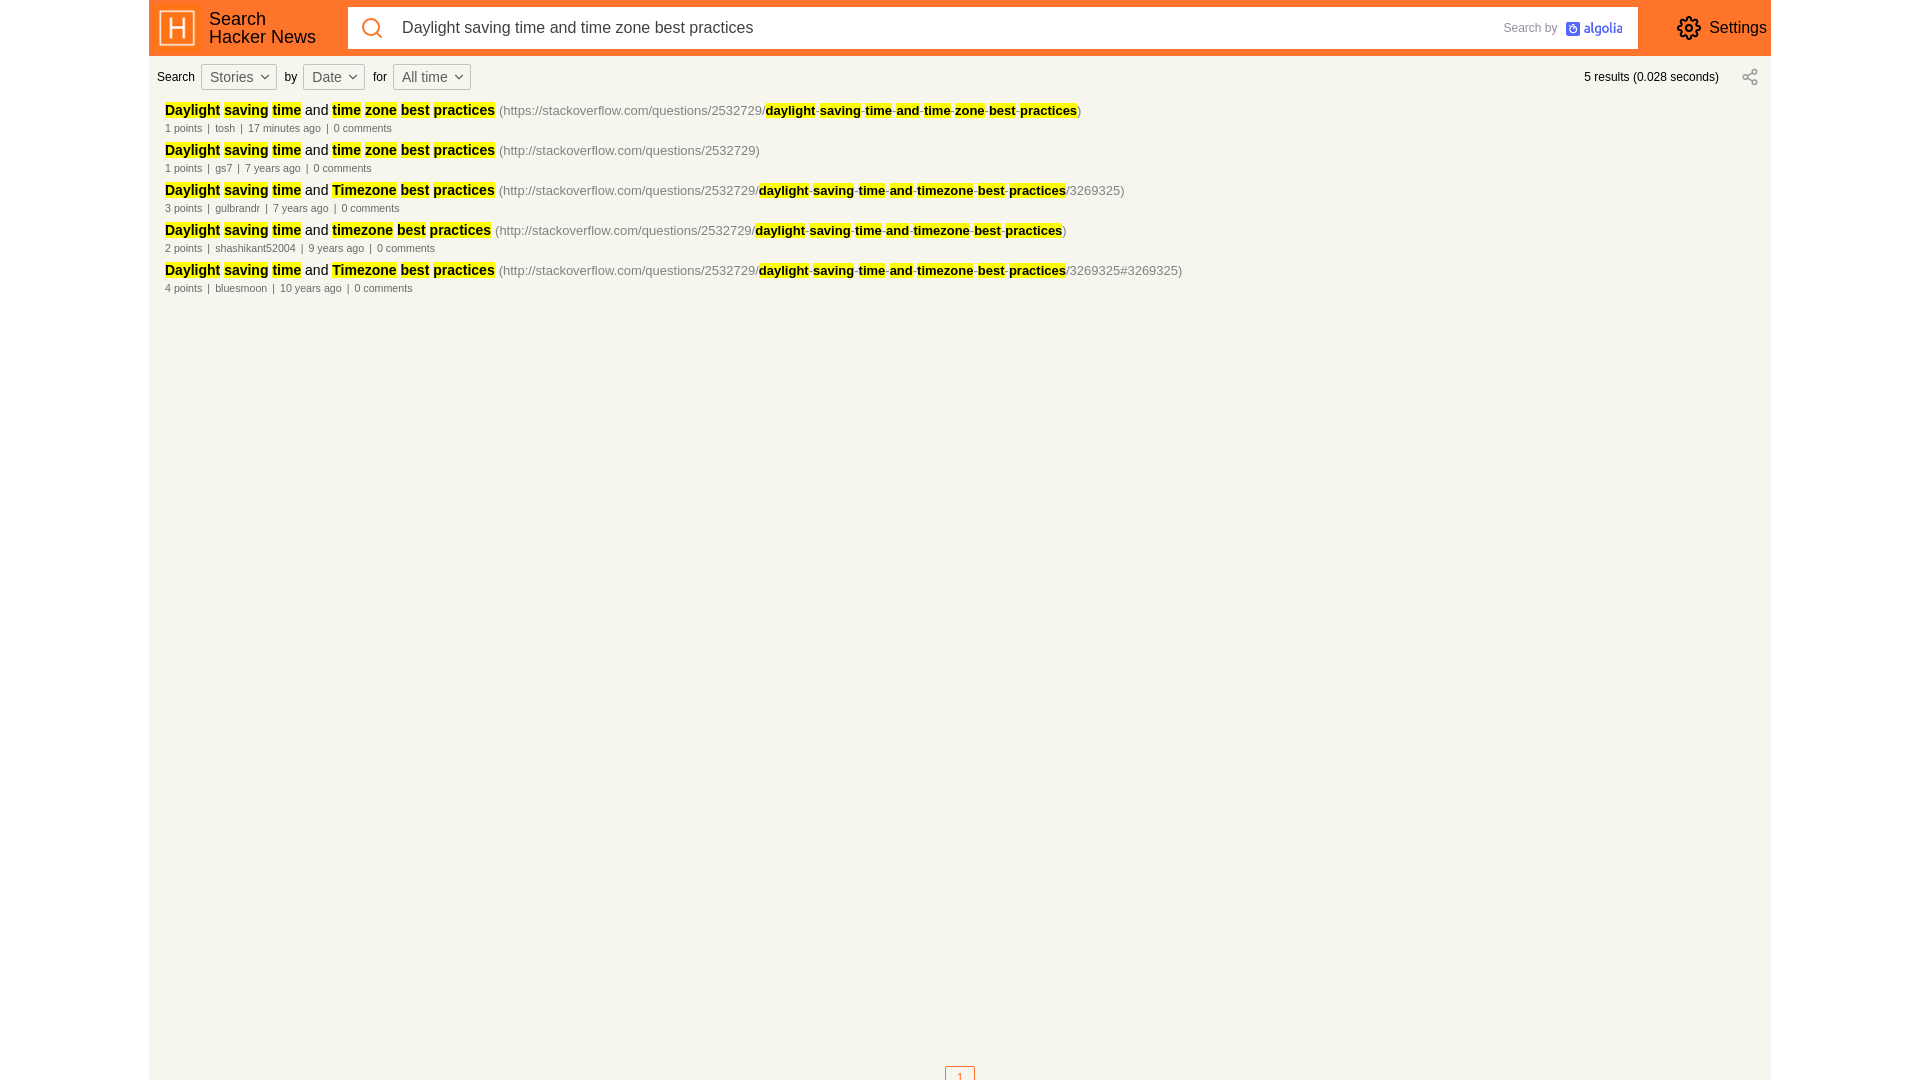 Search
Hacker News
Daylight saving time and time zone best practices
Search by algolia
Settings
Search Stories by Date for All time
5 results (0.028 seconds)
Daylight saving time and time zone best practices (https://stackoverflow.com/questions/2532729/daylight-saving-time-and-time-zone-best-practices)
1 points | tosh | 17 minutes ago | 0 comments
Daylight saving time and time zone best practices (http://stackoverflow.com/questions/2532729)
1 points | gs7 | 7 years ago | 0 comments
Daylight saving time and Timezone best practices (http://stackoverflow.com/questions/2532729/daylight-saving-time-and-timezone-best-practices/3269325)
3 points | gulbrandr | 7 years ago | 0 comments
Daylight saving time and timezone best practices (http://stackoverflow.com/questions/2532729/daylight-saving-time-and-timezone-best-practices)
2 points | shashikant52004 | 9 years ago | 0 comments
Daylight saving time and Timezone best practices (http://stackoverflow.com/questions/2532729/daylight-saving-time-and-timezone-best-practices/3269325#3269325)
4 points | bluesmoon | 10 years ago | 0 comments
1